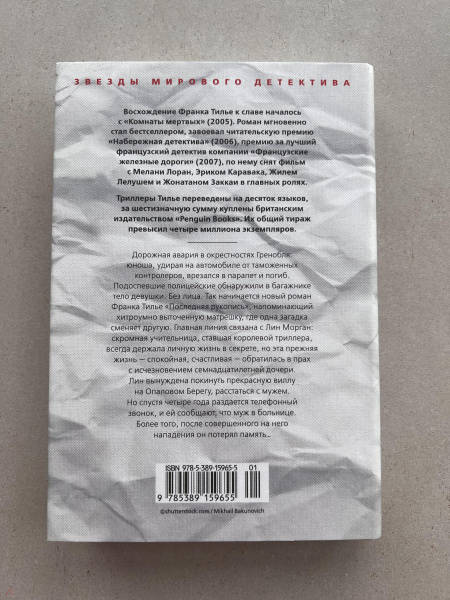 ЗВЕЗДЫ МИРОВОГО ДЕТЕКТИВА
Восхождение Франка Тилье к славе началось
с «Комнаты мертвых» (2005). Роман мгновенно
стал бестселлером, завоевал читательскую премию
«Набережная детектива» (2006), премию за лучший
французский детектив компании «Французские
железные дороги» (2007), по нему снят фильм
с Мелани Лоран, Эриком Каравака, Жилем
Лелушем и Жонатаном Заккаи в главных ролях.
Триллеры Тилье переведены на десяток языков,
за шестизначную сумму куплены британским
издательством «Penguin Books». Их общий тираж
превысил четыре миллиона экземпляров.
Дорожная авария в окрестностях Гренобля:
юноша, удирая на автомобиле от таможенных
контролеров, врезался в парапет и погиб.
Подоспевшие полицейские обнаружили в багажнике
тело девушки. Без лица. Так начинается новый роман
Франка Тилье «Последняя рукопись», напоминающий
хитроумно выточенную матрешку, где одна загадка
сменяет другую. Главная линия связана с Лин Морган:
скромная учительница, ставшая королевой триллера,
всегда держала личную жизнь в секрете, но эта прежняя
жизнь — спокойная, счастливая — обратилась в прах
с исчезновением семнадцатилетней дочери.
Лин вынуждена покинуть прекрасную виллу
на Опаловом Берегу, расстаться с мужем.
Но спустя четыре года раздается телефонный
звонок, и ей сообщают, что муж в больнице.
Более того, после совершенного на него
нападения он потерял память...
ISBN 978-5-389-15965-5
01
9 785389 159655
©shutterstock.com / Mikhail Bakunovich